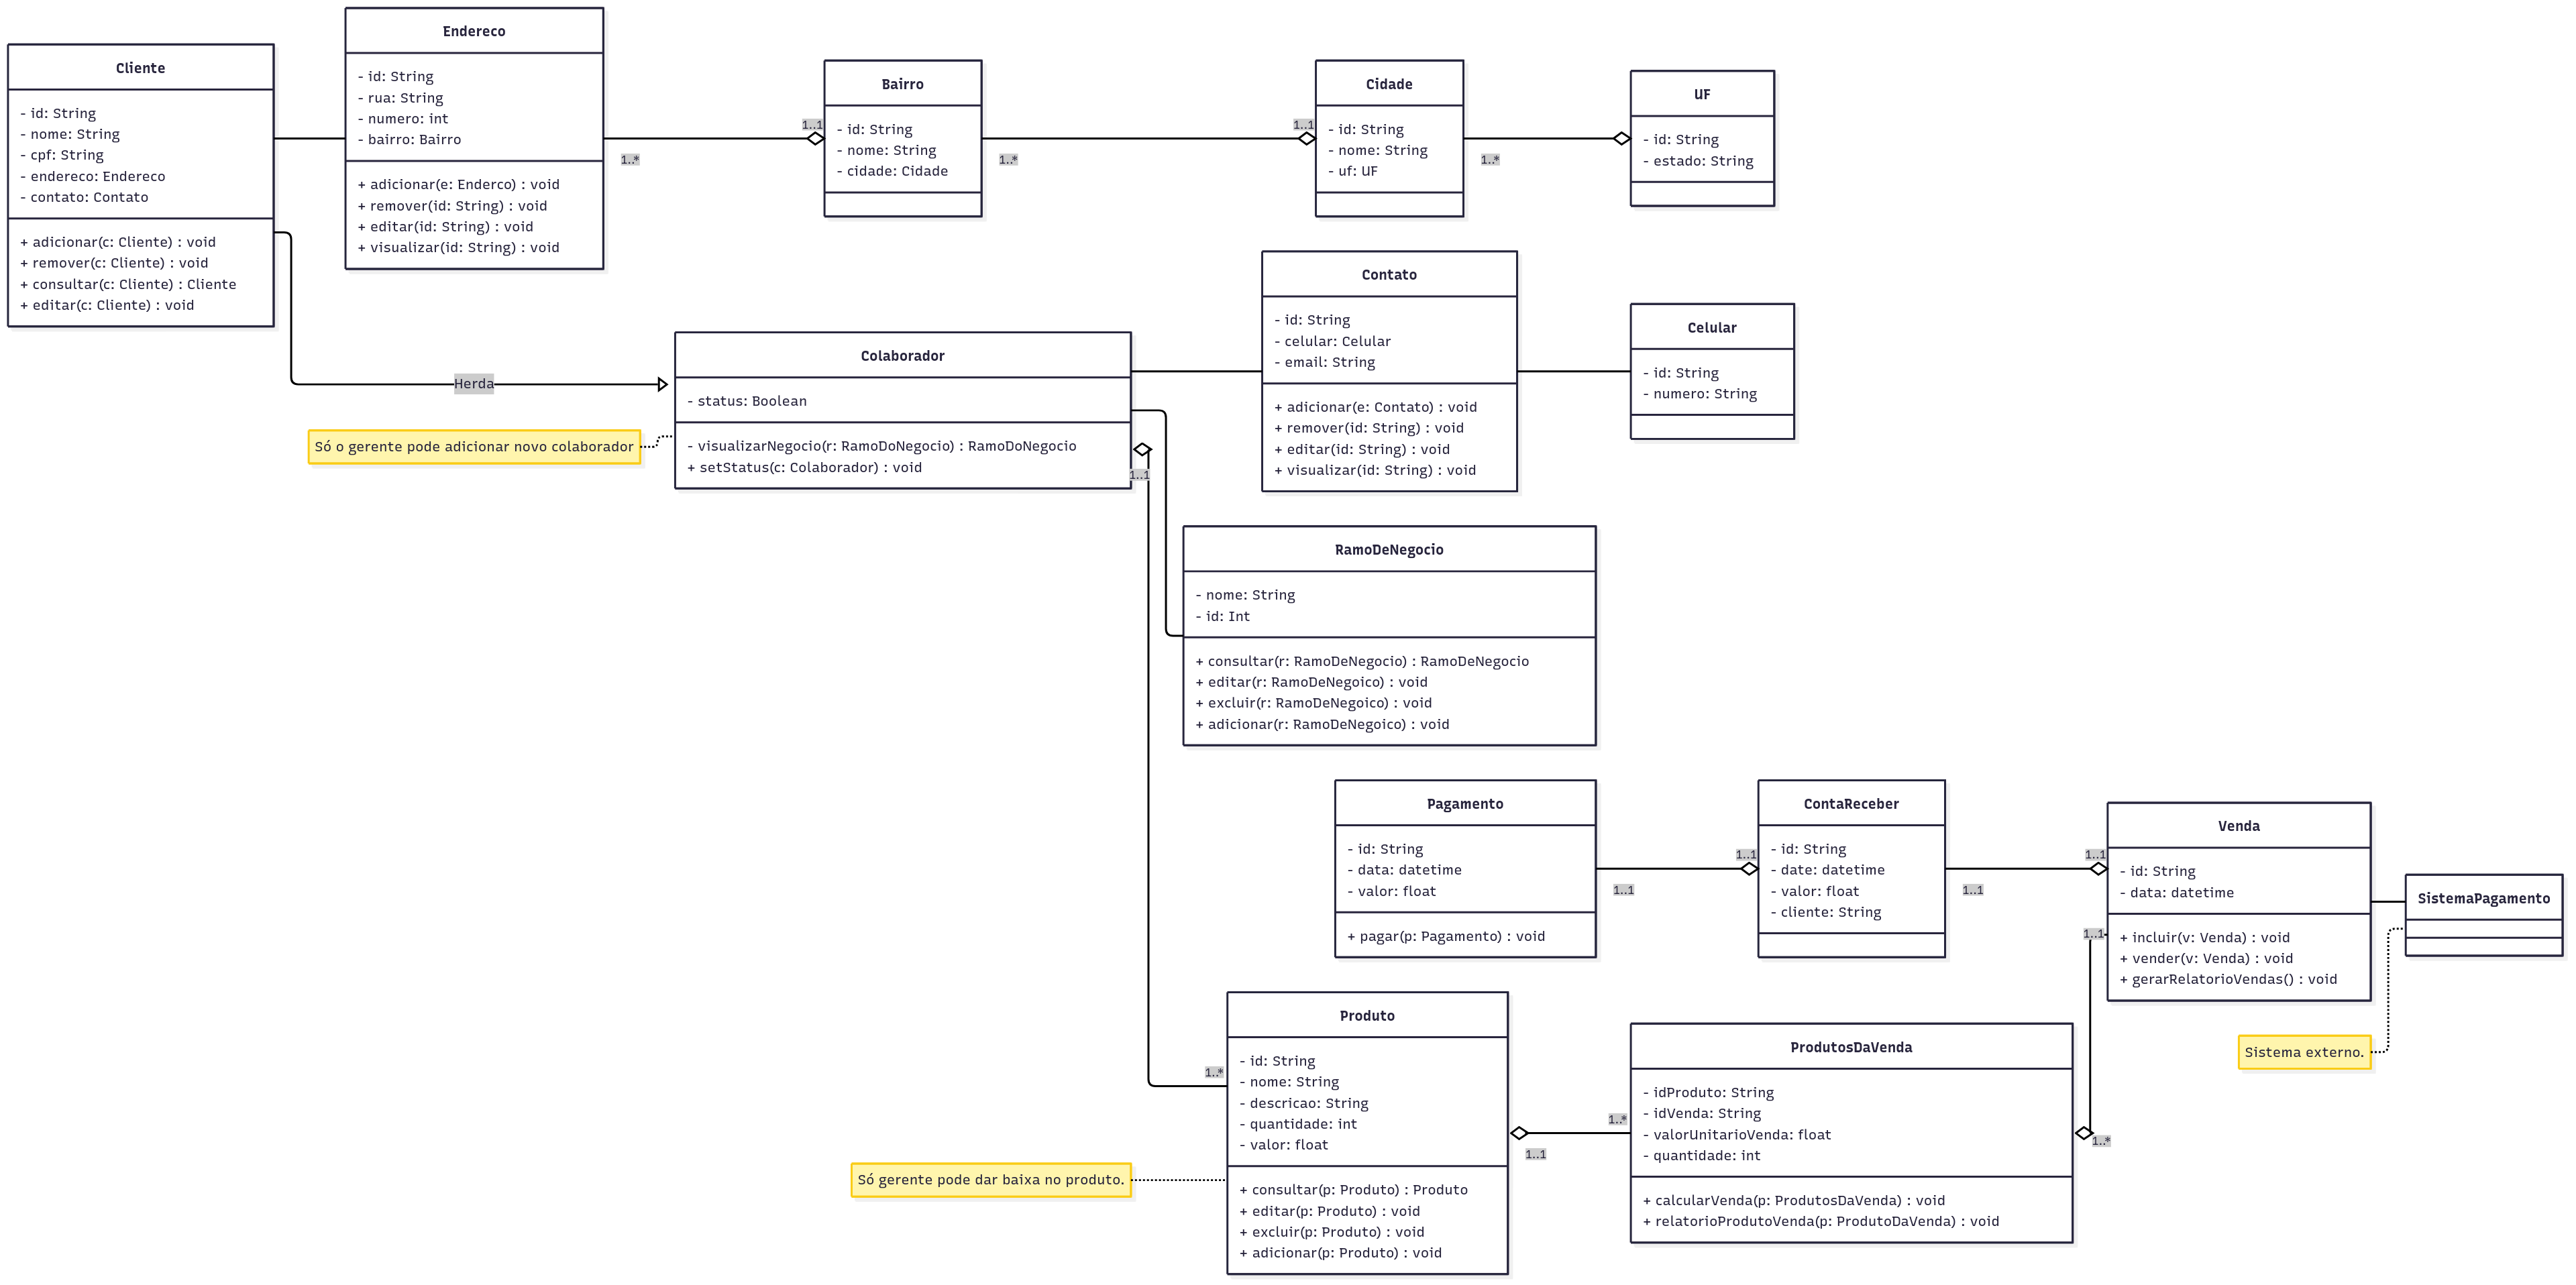 Cliente
- id: String
- nome: String
- cpf: String
- endereco: Endereco
- contato: Contato
+ adicionar(c: Cliente) : void
+ remover(c: Cliente) : void
+ consultar(c: Cliente) : Cliente
+ editar(c: Cliente) : void
Endereco
- id: String
- rua: String
- numero: int
- bairro: Bairro
+ adicionar(e: Enderco) : void
+ remover(id: String) : void
+ editar(id: String) : void
+ visualizar(id: String) : void
1..*
1..1
Bairro
- id: String
- nome: String
- cidade: Cidade
1..*
1..1
Cidade
- id: String
- nome: String
- uf: UF
1..*
UF
- id: String
- estado: String
Herda
Só o gerente pode adicionar novo colaborador
Colaborador
- status: Boolean
- visualizarNegocio(r: RamoDoNegocio) : RamoDoNegocio
+ setStatus(c: Colaborador) : void
1..1
Contato
- id: String
- celular: Celular
- email: String
+ adicionar(e: Contato) : void
+ remover(id: String) : void
+ editar(id: String) : void
+ visualizar(id: String) : void
Celular
- id: String
- numero: String
RamoDeNegocio
- nome: String
- id: Int
+ consultar(r: RamoDeNegocio) : RamoDeNegocio
+ editar(r: RamoDeNegoico) : void
+ excluir(r: RamoDeNegoico) : void
+ adicionar(r: RamoDeNegoico) : void
Pagamento
- id: String
- data: datetime
- valor: float
+ pagar(p: Pagamento) : void
1..1
1..1
ContaReceber
- id: String
- date: datetime
- valor: float
- cliente: String
1..1
1..1
Venda
- id: String
- data: datetime
+ incluir(v: Venda) : void
+ vender(v: Venda) : void
+ gerarRelatorioVendas() : void
1..1
SistemaPagamento
Sistema externo.
1..*
Produto
- id: String
- nome: String
- descricao: String
- quantidade: int
- valor: float
+ consultar(p: Produto) : Produto
+ editar(p: Produto) : void
+ excluir(p: Produto) : void
+ adicionar(p: Produto) : void
Só gerente pode dar baixa no produto.
1..1
1..*
ProdutosDaVenda
- idProduto: String
- idVenda: String
- valorUnitarioVenda: float
- quantidade: int
+ calcularVenda(p: ProdutosDaVenda) : void
+ relatorioProdutoVenda(p: ProdutoDaVenda) : void
1..*